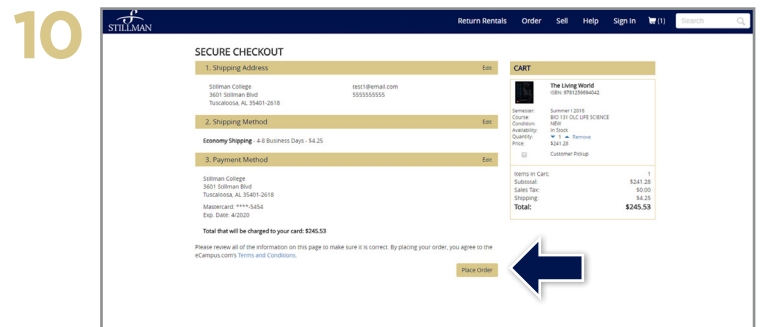 10
STILLMAN
Return Rentals Order Sell Help Sign In (1) Search
SECURE CHECKOUT
1. Shipping Address Edit
Stillman College test1@email.com
3601 Stillman Blvd 5555555555
Tuscaloosa, AL 35401-2618
2. Shipping Method Edit
Economy Shipping - 4-8 Business Days - $4.25
3. Payment Method Edit
Stillman College
3601 Stillman Blvd
Tuscaloosa, AL 35401-2618
Mastercard: ****-5454
Exp. Date: 4/2020
Total that will be charged to your card: $245.53
Please review all of the information on this page to make sure it is correct. By placing your order, you agree to the
eCampus.com's Terms and Conditions.
Place Order
CART
The Living World
ISBN: 9781259694042
Semester: Summer I 2018
Course: BIO 131 OLC LIFE SCIENCE
Condition: NEW
Availability: In Stock
Quantity: 1 Remove
Price: $241.28
Customer Pickup
Items in Cart: 1
Subtotal: $241.28
Sales Tax: $0.00
Shipping: $4.25
Total: $245.53